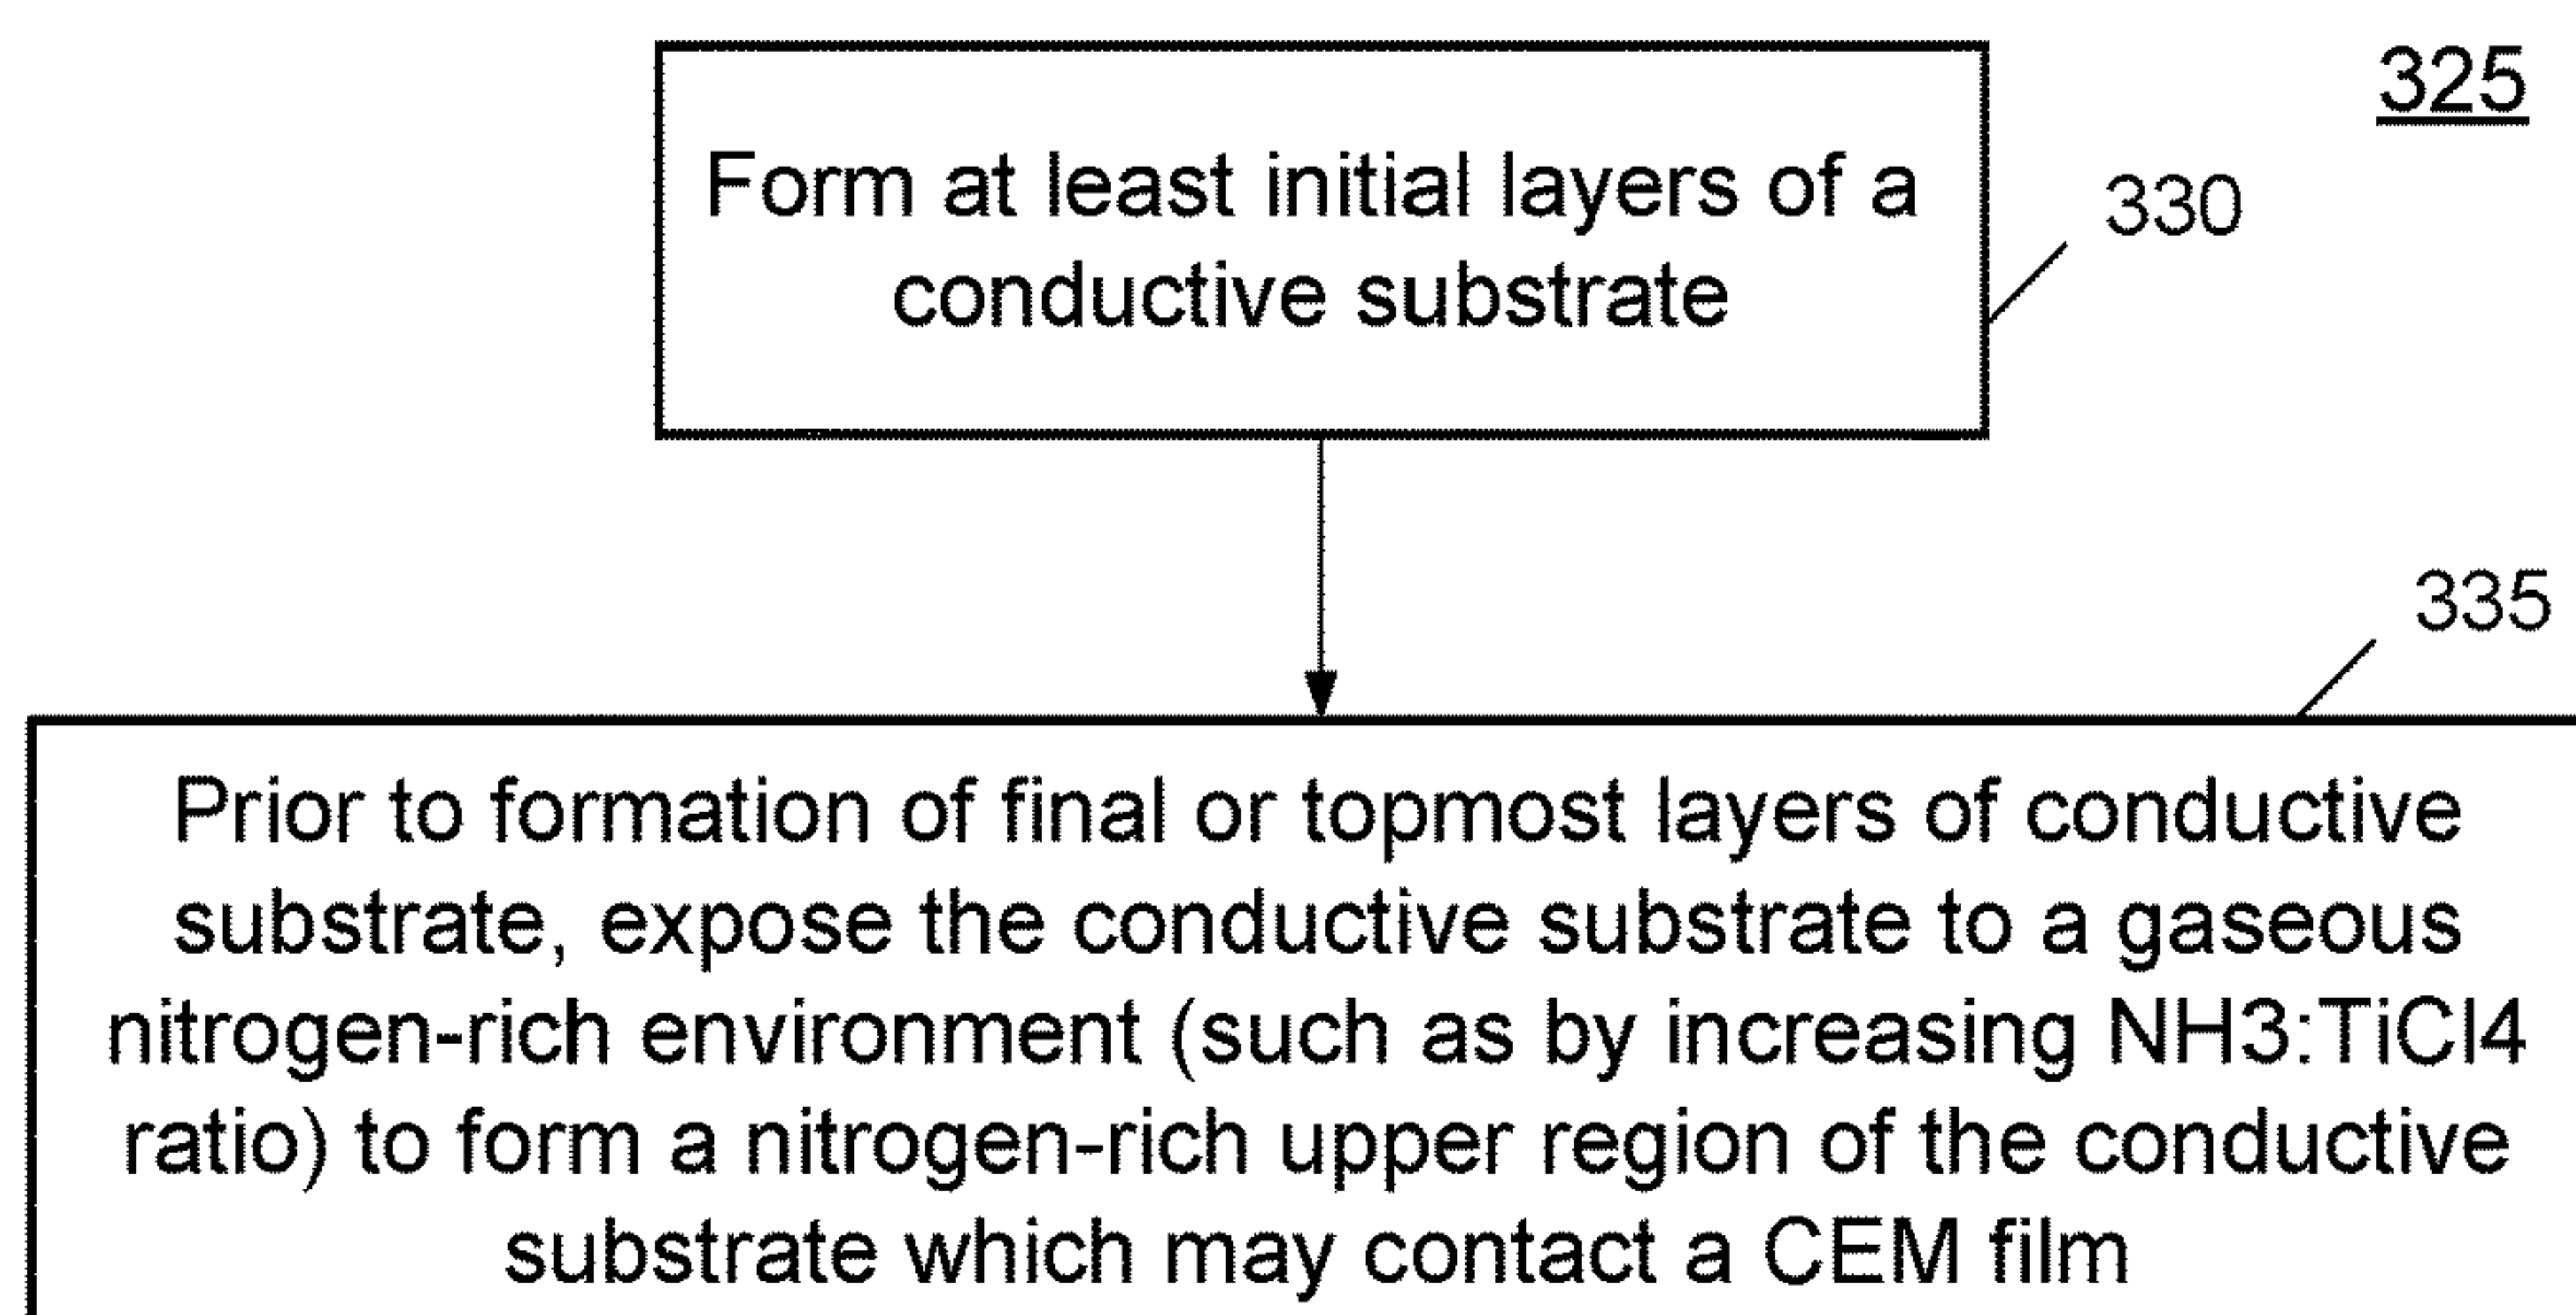 325
Form at least initial layers of a
conductive substrate
330
335
Prior to formation of final or topmost layers of conductive
substrate, expose the conductive substrate to a gaseous
nitrogen-rich environment (such as by increasing NH3:TiCl4
ratio) to form a nitrogen-rich upper region of the conductive
substrate which may contact a CEM film